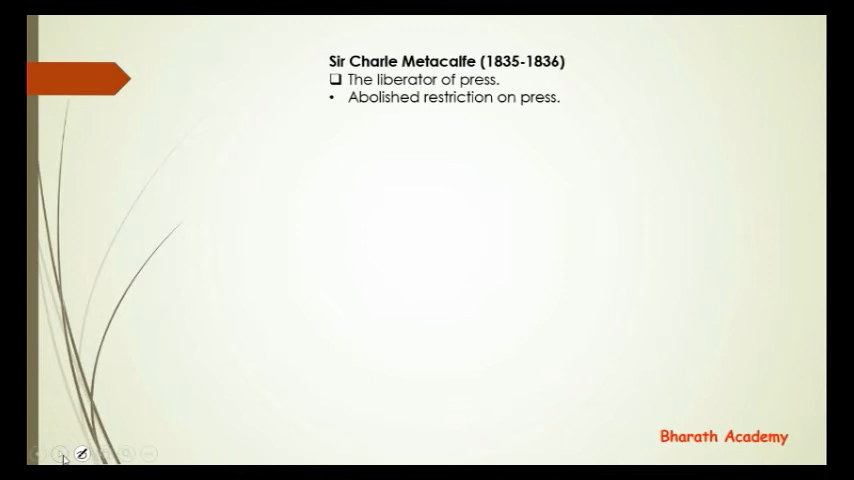 Sir Charle Metacalfe (1835-1836)
❑ The liberator of press.
• Abolished restriction on press.
Bharath Academy